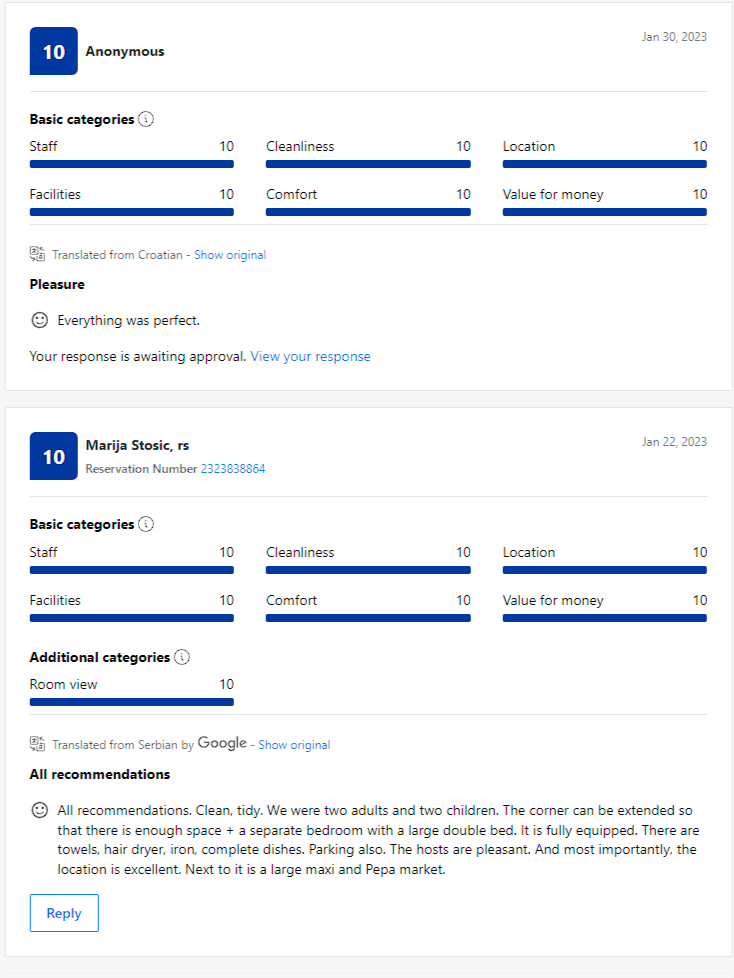 10 Anonymous Jan 30, 2023
Basic categories
Staff 10 Cleanliness 10 Location 10
Facilities 10 Comfort 10 Value for money 10
Translated from Croatian - Show original
Pleasure
Everything was perfect.
Your response is awaiting approval. View your response
10 Marija Stosic, rs Jan 22, 2023
Reservation Number 2323838864
Basic categories
Staff 10 Cleanliness 10 Location 10
Facilities 10 Comfort 10 Value for money 10
Additional categories
Room view 10
Translated from Serbian by Google - Show original
All recommendations
All recommendations. Clean, tidy. We were two adults and two children. The corner can be extended so
that there is enough space + a separate bedroom with a large double bed. It is fully equipped. There are
towels, hair dryer, iron, complete dishes. Parking also. The hosts are pleasant. And most importantly, the
location is excellent. Next to it is a large maxi and Pepa market.
Reply